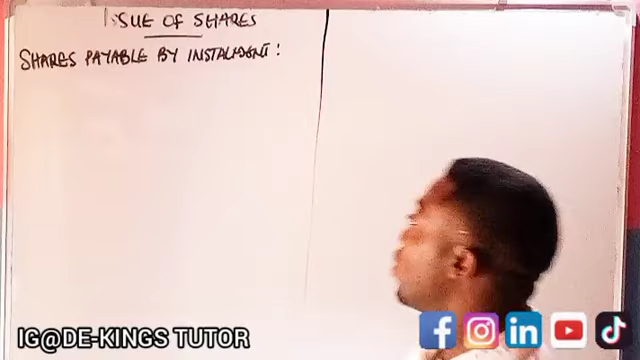 ISSUE OF SHARES
SHARES PAYABLE BY INSTALMENT:
IG@DE-KINGS TUTOR